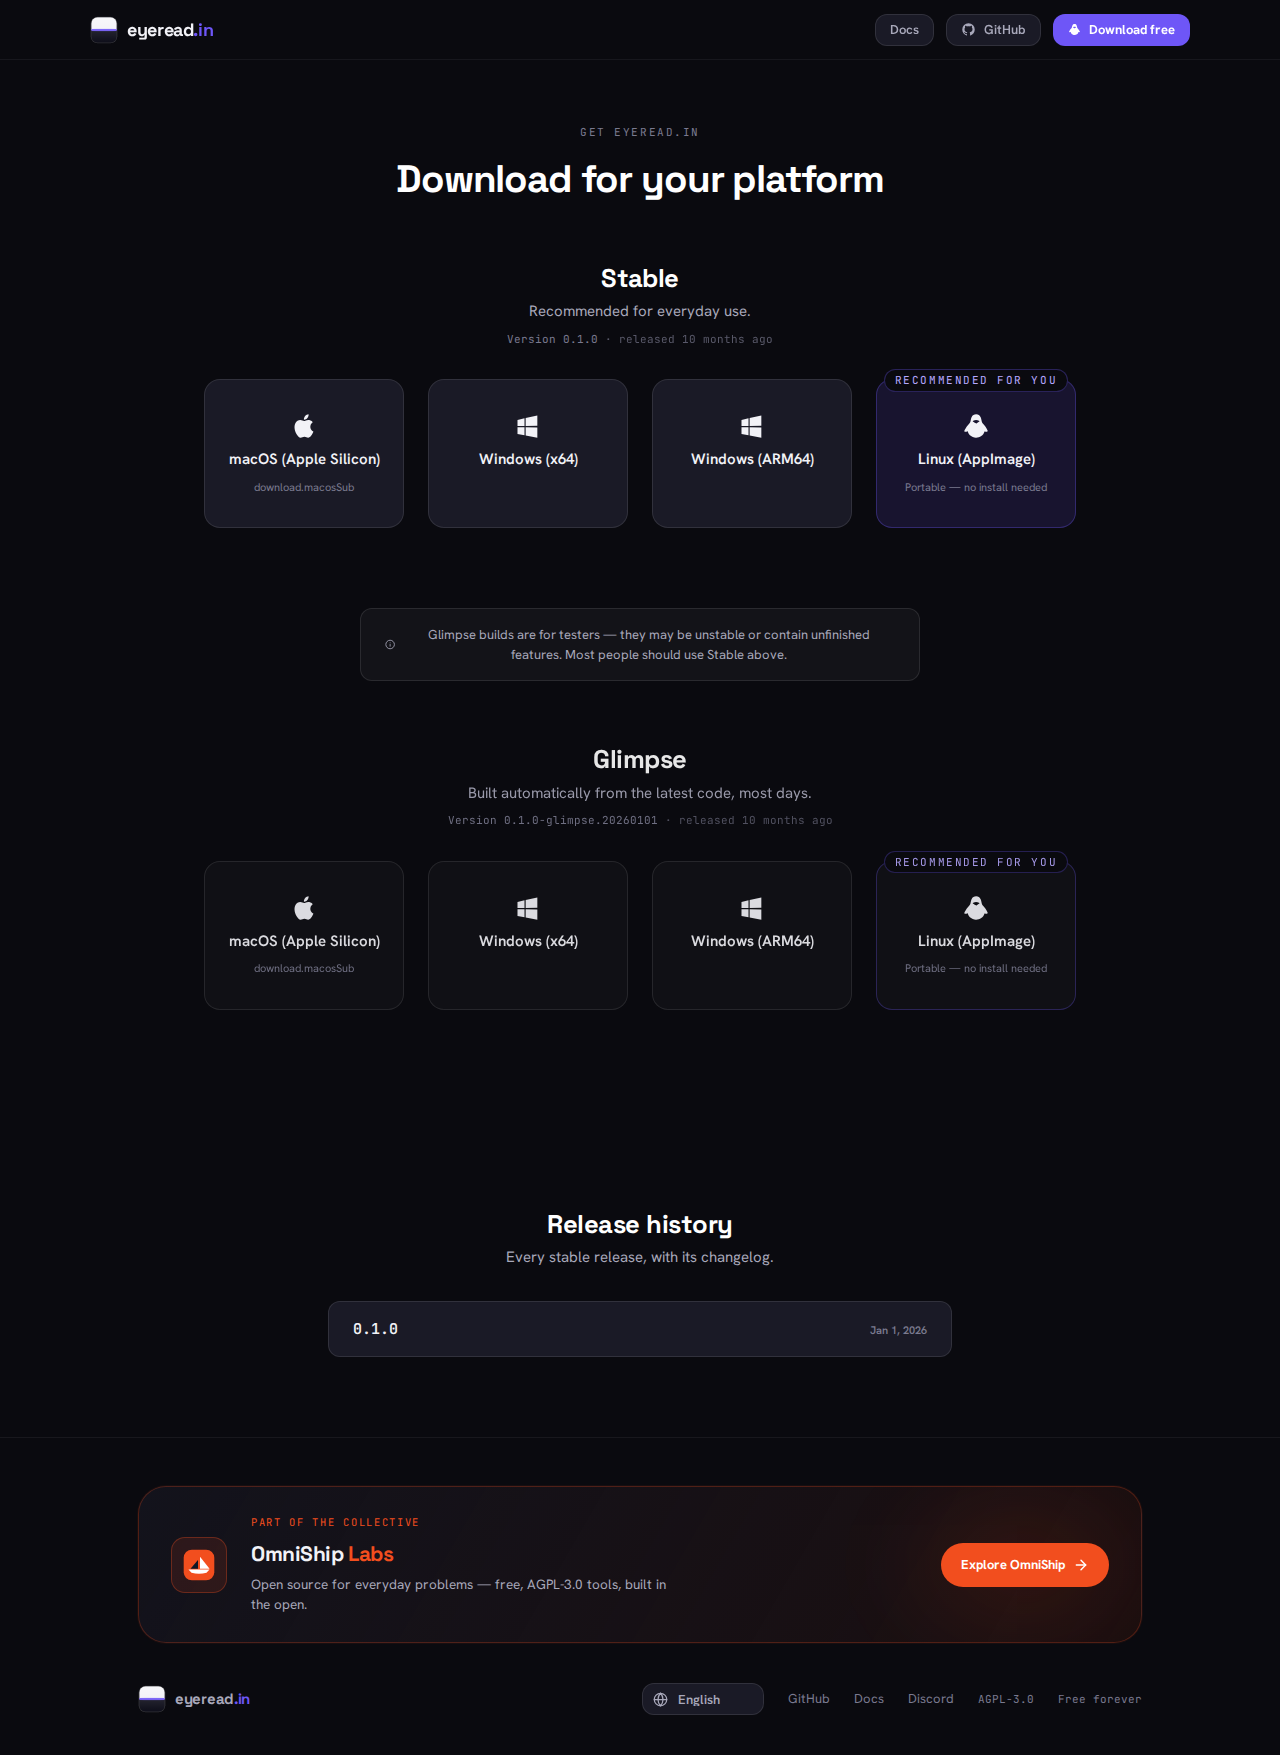 eyeread.in
Docs
GitHub
Download free
GET EYEREAD.IN
Download for your platform
Stable
Recommended for everyday use.
Version 0.1.0 · released 10 months ago
RECOMMENDED FOR YOU
macOS (Apple Silicon)
download.macosSub
Windows (x64)
Windows (ARM64)
Linux (AppImage)
Portable — no install needed
Glimpse builds are for testers — they may be unstable or contain unfinished
features. Most people should use Stable above.
Glimpse
Built automatically from the latest code, most days.
Version 0.1.0-glimpse.20260101 · released 10 months ago
RECOMMENDED FOR YOU
macOS (Apple Silicon)
download.macosSub
Windows (x64)
Windows (ARM64)
Linux (AppImage)
Portable — no install needed
Release history
Every stable release, with its changelog.
0.1.0
Jan 1, 2026
PART OF THE COLLECTIVE
OmniShip Labs
Open source for everyday problems — free, AGPL-3.0 tools, built in
the open.
Explore OmniShip
eyeread.in
English
GitHub
Docs
Discord
AGPL-3.0
Free forever